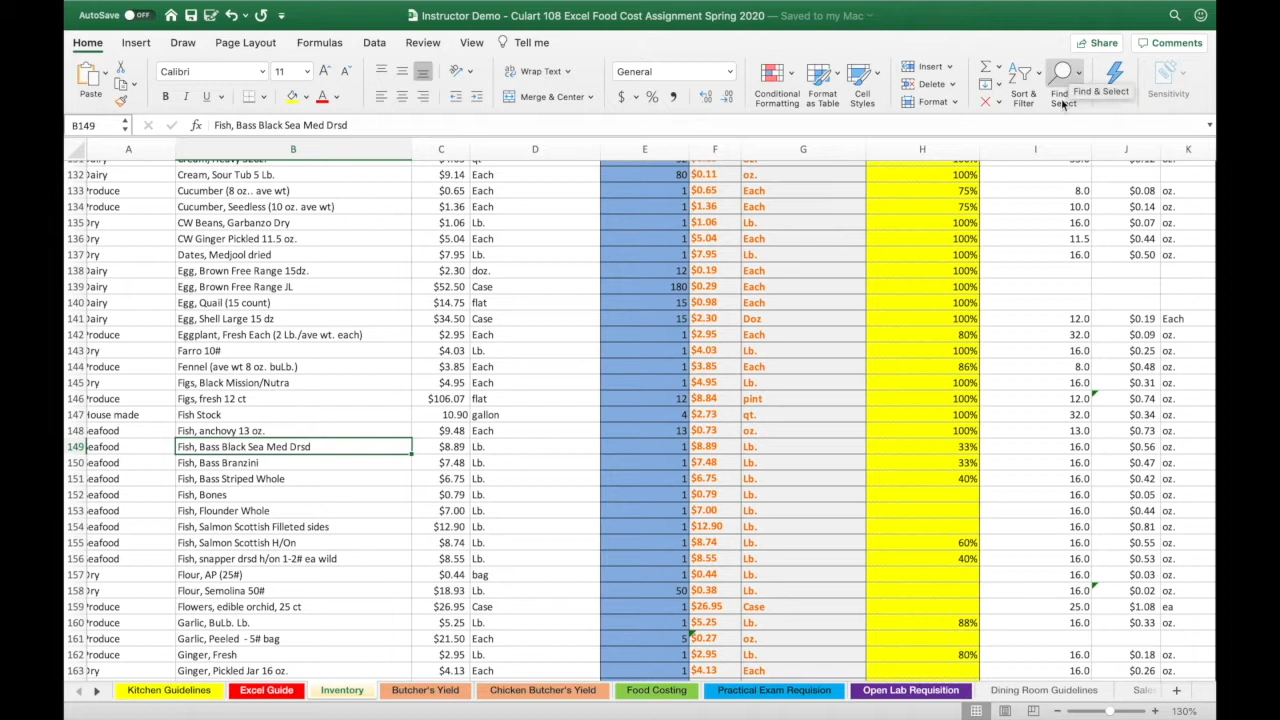 AutoSave OFF Instructor Demo - Culart 108 Excel Food Cost Assignment Spring 2020 — Saved to my Mac
Home Insert Draw Page Layout Formulas Data Review View Tell me Share Comments
Paste Calibri 11 Wrap Text General Conditional Formatting Format as Table Cell Styles Insert Sort & Filter Find & Select Sensitivity
B I U Merge & Center $ % Delete Find & Select
Format
B149 fx Fish, Bass Black Sea Med Drsd
A B C D E F G H I J K
132 Dairy Cream, Sour Tub 5 Lb. $9.14 Each 80 $0.11 oz. 100%
133 Produce Cucumber (8 oz.. ave wt) $0.65 Each 1 $0.65 Each 75% 8.0 $0.08 oz.
134 Produce Cucumber, Seedless (10 oz. ave wt) $1.36 Each 1 $1.36 Each 75% 10.0 $0.14 oz.
135 Dry CW Beans, Garbanzo Dry $1.06 Lb. 1 $1.06 Lb. 100% 16.0 $0.07 oz.
136 Dry CW Ginger Pickled 11.5 oz. $5.04 Each 1 $5.04 Each 100% 11.5 $0.44 oz.
137 Dry Dates, Medjool dried $7.95 Lb. 1 $7.95 Lb. 100% 16.0 $0.50 oz.
138 Dairy Egg, Brown Free Range 15dz. $2.30 doz. 12 $0.19 Each 100%
139 Dairy Egg, Brown Free Range JL $52.50 Case 180 $0.29 Each 100%
140 Dairy Egg, Quail (15 count) $14.75 flat 15 $0.98 Each 100%
141 Dairy Egg, Shell Large 15 dz $34.50 Case 15 $2.30 Doz 100% 12.0 $0.19 Each
142 Produce Eggplant, Fresh Each (2 Lb./ave wt. each) $2.95 Each 1 $2.95 Each 80% 32.0 $0.09 oz.
143 Dry Farro 10# $4.03 Lb. 1 $4.03 Lb. 100% 16.0 $0.25 oz.
144 Produce Fennel (ave wt 8 oz. buLb.) $3.85 Each 1 $3.85 Each 86% 8.0 $0.48 oz.
145 Dry Figs, Black Mission/Nutra $4.95 Each 1 $4.95 Lb. 100% 16.0 $0.31 oz.
146 Produce Figs, fresh 12 ct $106.07 flat 12 $8.84 pint 100% 12.0 $0.74 oz.
147 House made Fish Stock 10.90 gallon 4 $2.73 qt. 100% 32.0 $0.34 oz.
148 Seafood Fish, anchovy 13 oz. $9.48 Each 13 $0.73 oz. 100% 13.0 $0.73 oz.
149 Seafood Fish, Bass Black Sea Med Drsd $8.89 Lb. 1 $8.89 Lb. 33% 16.0 $0.56 oz.
150 Seafood Fish, Bass Branzini $7.48 Lb. 1 $7.48 Lb. 33% 16.0 $0.47 oz.
151 Seafood Fish, Bass Striped Whole $6.75 Lb. 1 $6.75 Lb. 40% 16.0 $0.42 oz.
152 Seafood Fish, Bones $0.79 Lb. 1 $0.79 Lb. 16.0 $0.05 oz.
153 Seafood Fish, Flounder Whole $7.00 Lb. 1 $7.00 Lb. 16.0 $0.44 oz.
154 Seafood Fish, Salmon Scottish Filleted sides $12.90 Lb. 1 $12.90 Lb. 16.0 $0.81 oz.
155 Seafood Fish, Salmon Scottish H/On $8.74 Lb. 1 $8.74 Lb. 60% 16.0 $0.55 oz.
156 Seafood Fish, snapper drsd h/on 1-2# ea wild $8.55 Lb. 1 $8.55 Lb. 40% 16.0 $0.53 oz.
157 Dry Flour, AP (25#) $0.44 bag 1 $0.44 Lb. 16.0 $0.03 oz.
158 Dry Flour, Semolina 50# $18.93 Lb. 50 $0.38 Lb. 16.0 $0.02 oz.
159 Produce Flowers, edible orchid, 25 ct $26.95 Case 1 $26.95 Case 25.0 $1.08 ea
160 Produce Garlic, BuLb. Lb. $5.25 Lb. 1 $5.25 Lb. 88% 16.0 $0.33 oz.
161 Produce Garlic, Peeled - 5# bag $21.50 Each 5 $0.27 oz.
162 Produce Ginger, Fresh $2.95 Lb. 1 $2.95 Lb. 80% 16.0 $0.18 oz.
163 Dry Ginger, Pickled Jar 16 oz. $4.13 Each 1 $4.13 Each 16.0 $0.26 oz.
Kitchen Guidelines Excel Guide Inventory Butcher's Yield Chicken Butcher's Yield Food Costing Practical Exam Requision Open Lab Requisition Dining Room Guidelines Sales
130%